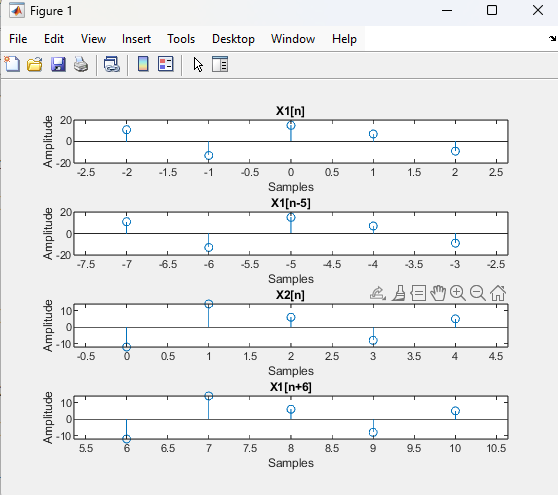 Figure 1
File Edit View Insert Tools Desktop Window Help
X1[n]
20
0
-20
Amplitude
-2.5 -2 -1.5 -1 -0.5 0 0.5 1 1.5 2 2.5
Samples
X1[n-5]
20
0
-20
Amplitude
-7.5 -7 -6.5 -6 -5.5 -5 -4.5 -4 -3.5 -3 -2.5
Samples
X2[n]
10
0
-10
Amplitude
-0.5 0 0.5 1 1.5 2 2.5 3 3.5 4 4.5
Samples
X1[n+6]
10
0
-10
Amplitude
5.5 6 6.5 7 7.5 8 8.5 9 9.5 10 10.5
Samples